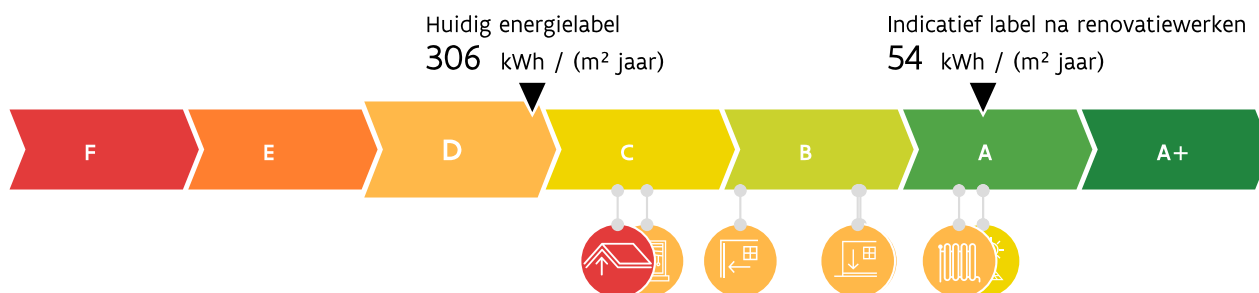 Huidig energielabel
306 kWh / (m² jaar)
Indicatief label na renovatiewerken
54 kWh / (m² jaar)
F
E
D
C
B
A
A+